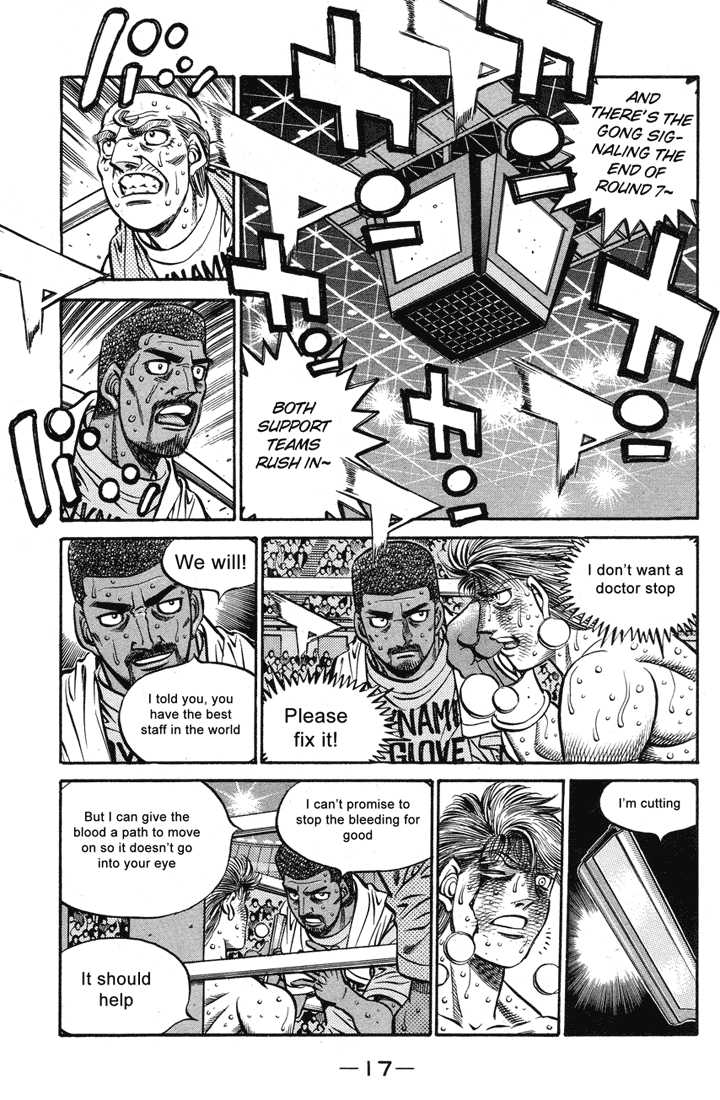 AND
THERE'S THE
GONG SIG-
NALING THE
END OF
ROUND 7~
YNAM
BOTH
SUPPORT
TEAMS
RUSH IN~
I don't want a
doctor stop
Please
fix it!
YNAM
GLOVE
We will!
I told you, you
have the best
staff in the world
I'm cutting
I can't promise to
stop the bleeding for
good
But I can give the
blood a path to move
on so it doesn't go
into your eye
It should
help
—17—